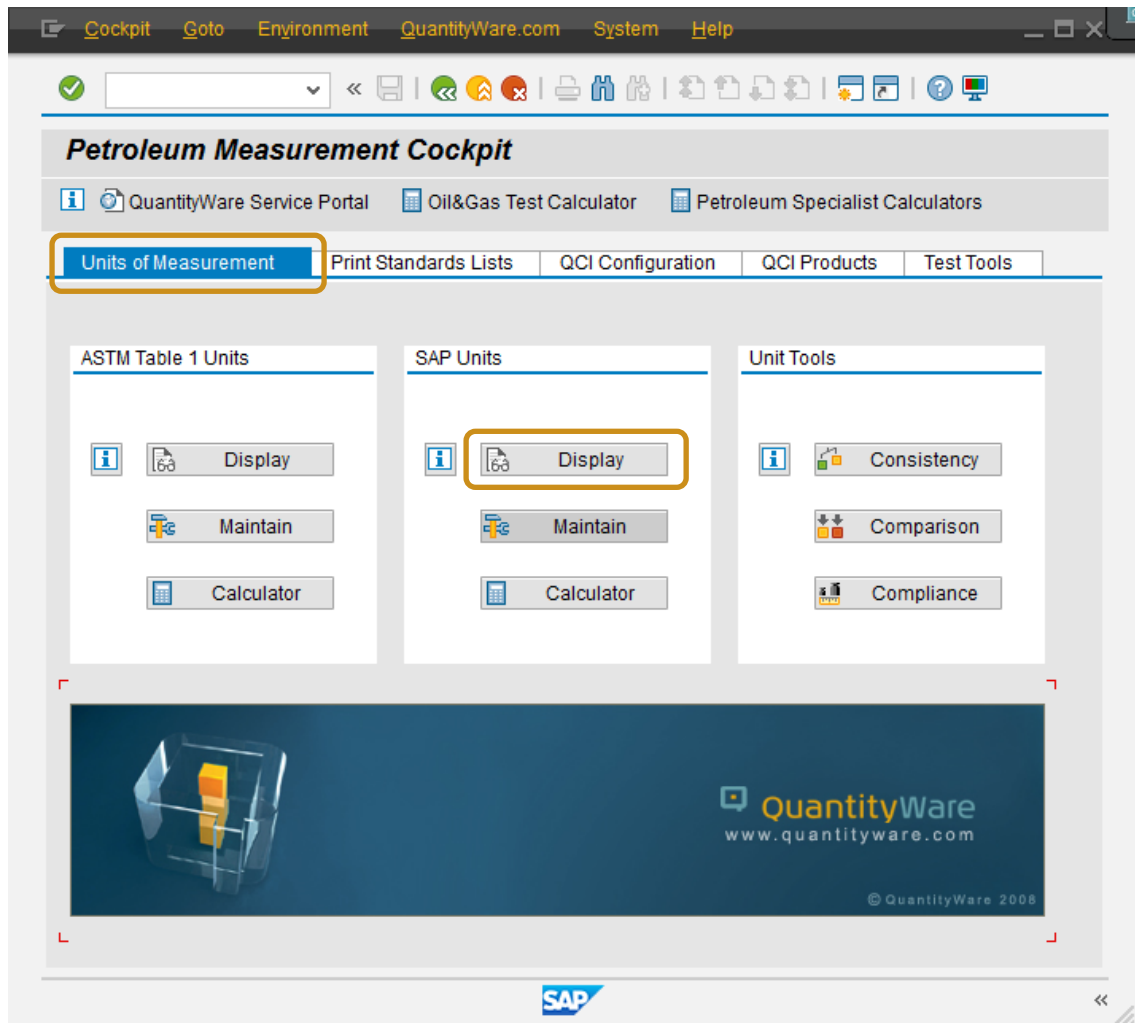 Cockpit Goto Environment QuantityWare.com System Help
Petroleum Measurement Cockpit
QuantityWare Service Portal Oil&Gas Test Calculator Petroleum Specialist Calculators
Units of Measurement Print Standards Lists QCI Configuration QCI Products Test Tools
ASTM Table 1 Units SAP Units Unit Tools
Display Display Consistency
Maintain Maintain Comparison
Calculator Calculator Compliance
QuantityWare
www.quantityware.com
© QuantityWare 2008
SAP